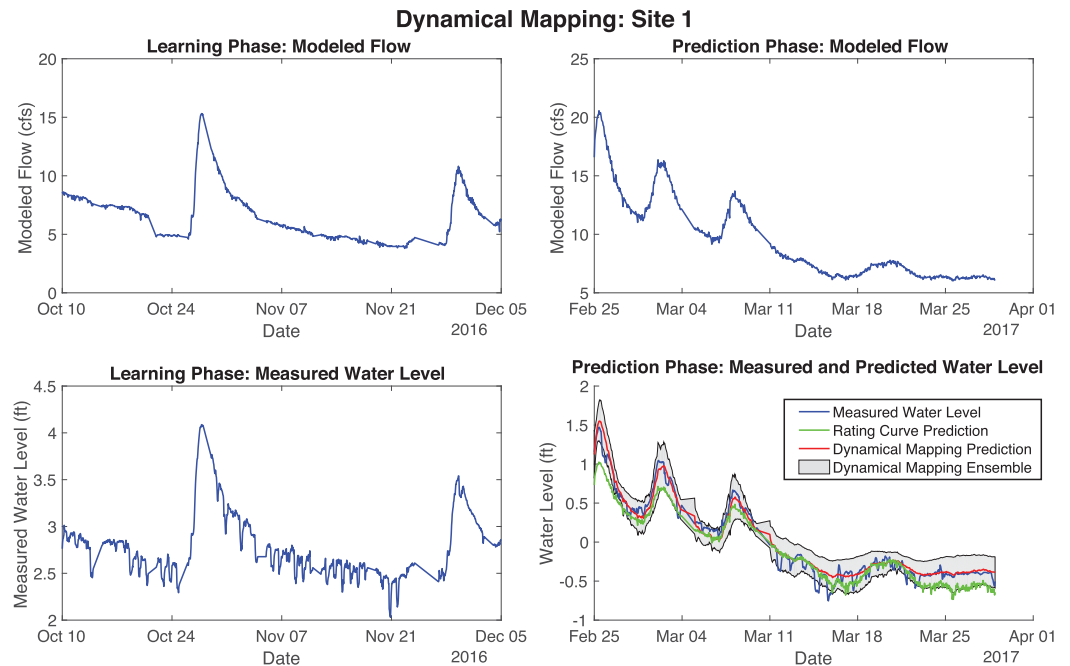 Dynamical Mapping: Site 1
Learning Phase: Modeled Flow
20
15
10
5
0
Modeled Flow (cfs)
Oct 10 Oct 24 Nov 07 Nov 21 Dec 05
Date
2016
Prediction Phase: Modeled Flow
25
20
15
10
5
Modeled Flow (cfs)
Feb 25 Mar 04 Mar 11 Mar 18 Mar 25 Apr 01
Date
2017
Learning Phase: Measured Water Level
4.5
4
3.5
3
2.5
2
Measured Water Level (ft)
Oct 10 Oct 24 Nov 07 Nov 21 Dec 05
Date
2016
Prediction Phase: Measured and Predicted Water Level
2
1.5
1
0.5
0
-0.5
-1
Water Level (ft)
Measured Water Level
Rating Curve Prediction
Dynamical Mapping Prediction
Dynamical Mapping Ensemble
Feb 25 Mar 04 Mar 11 Mar 18 Mar 25 Apr 01
Date
2017